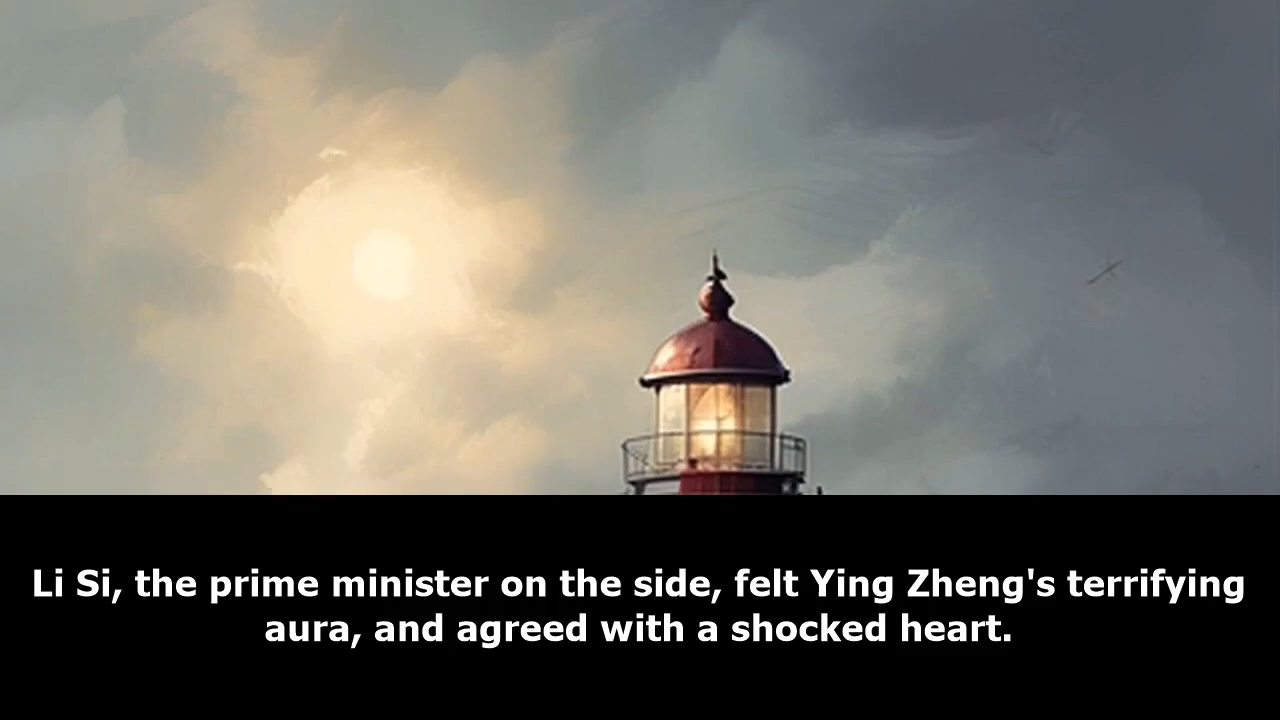 Li Si, the prime minister on the side, felt Ying Zheng's terrifying
aura, and agreed with a shocked heart.